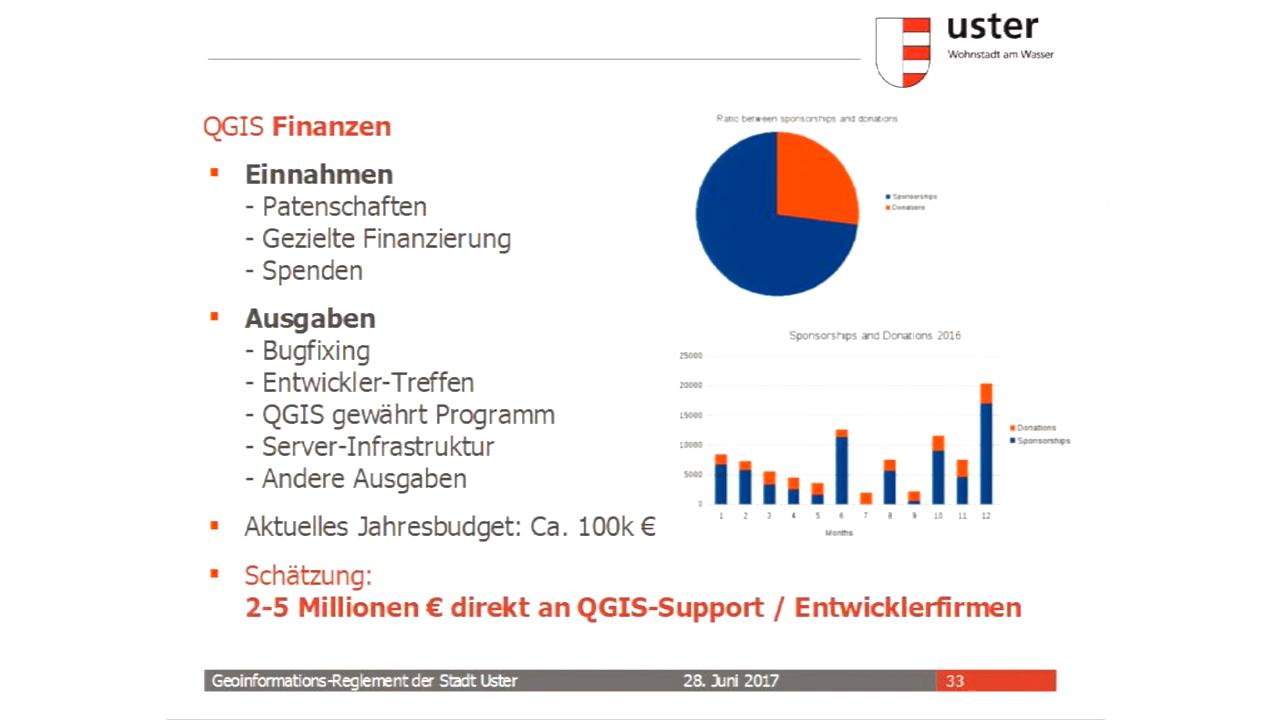 uster
Wohnstadt am Wasser
QGIS Finanzen
Einnahmen
- Patenschaften
- Gezielte Finanzierung
- Spenden
Ausgaben
- Bugfixing
- Entwickler-Treffen
- QGIS gewährt Programm
- Server-Infrastruktur
- Andere Ausgaben
Aktuelles Jahresbudget: Ca. 100k €
Schätzung:
2-5 Millionen € direkt an QGIS-Support / Entwicklerfirmen
Ratio between sponsorships and donations
Sponsorships
Donations
Sponsorships and Donations 2016
25000
20000
15000
10000
5000
0
1 2 3 4 5 6 7 8 9 10 11 12
Months
Donations
Sponsorships
Geoinformations-Reglement der Stadt Uster 28. Juni 2017 33